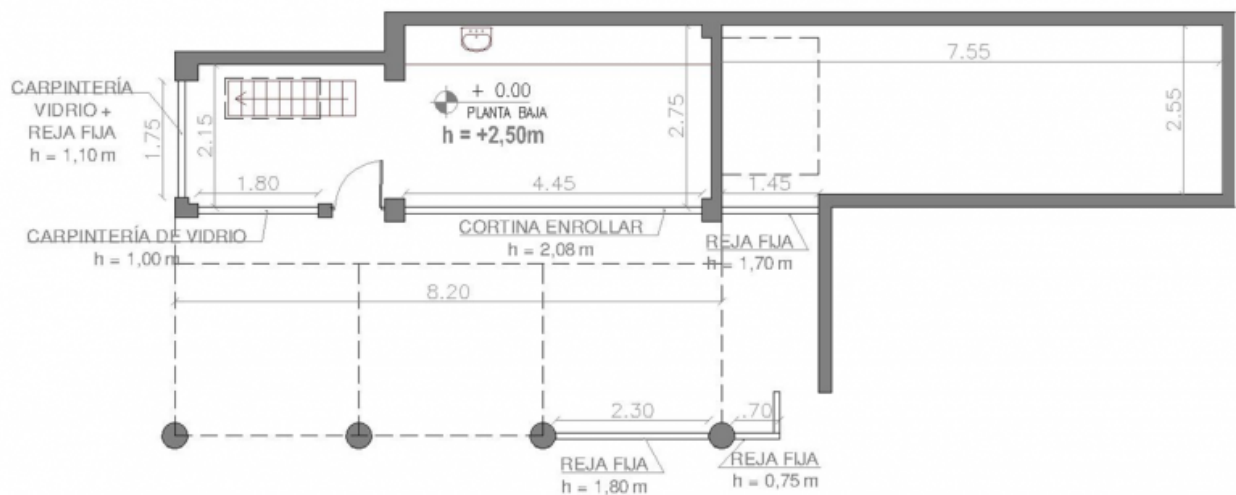 7.55
CARPINTERÍA
VIDRIO +
REJA FIJA
h = 1,10 m
1.75
2.15
+ 0.00
PLANTA BAJA
h = +2,50m
2.75
2.55
1.80
4.45
1.45
CARPINTERÍA DE VIDRIO
h = 1,00 m
CORTINA ENROLLAR
h = 2,08 m
REJA FIJA
h = 1,70 m
8.20
2.30
.70
REJA FIJA
h = 1,80 m
REJA FIJA
h = 0,75 m